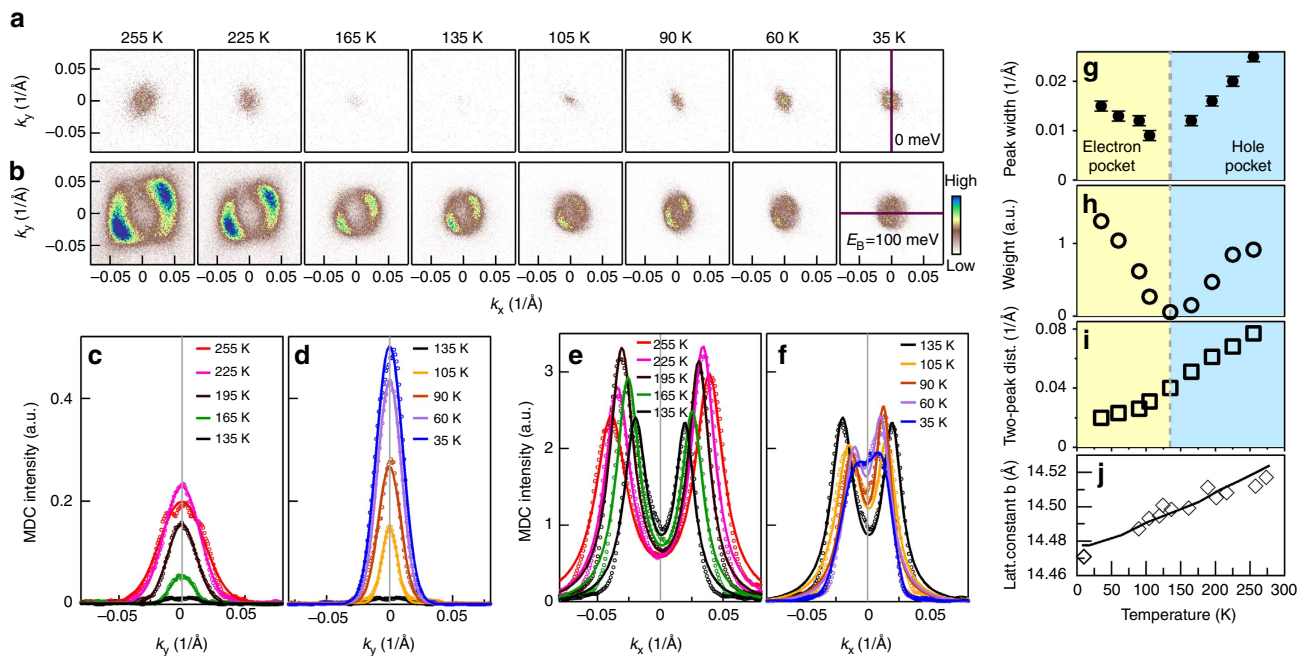 a
255 K 225 K 165 K 135 K 105 K 90 K 60 K 35 K
0.05
0
−0.05
k_y (1/Å)
0 meV
b
0.05
0
−0.05
k_y (1/Å)
E_B=100 meV
High
Low
−0.05 0 0.05 −0.05 0 0.05 −0.05 0 0.05 −0.05 0 0.05 −0.05 0 0.05 −0.05 0 0.05 −0.05 0 0.05 −0.05 0 0.05
k_x (1/Å)
c
255 K
225 K
195 K
165 K
135 K
0.4
0.2
0
MDC intensity (a.u.)
−0.05 0 0.05
k_y (1/Å)
d
135 K
105 K
90 K
60 K
35 K
−0.05 0 0.05
k_y (1/Å)
e
255 K
225 K
195 K
165 K
135 K
3
2
1
0
MDC intensity (a.u.)
−0.05 0 0.05
k_x (1/Å)
f
135 K
105 K
90 K
60 K
35 K
−0.05 0 0.05
k_x (1/Å)
g
0.02
0.01
0
Peak width (1/Å)
Electron
pocket
Hole
pocket
h
1
0
Weight (a.u.)
i
0.08
0.04
0
Two-peak dist. (1/Å)
j
14.52
14.50
14.48
14.46
Latt.constant b (Å)
0 50 100 150 200 250 300
Temperature (K)